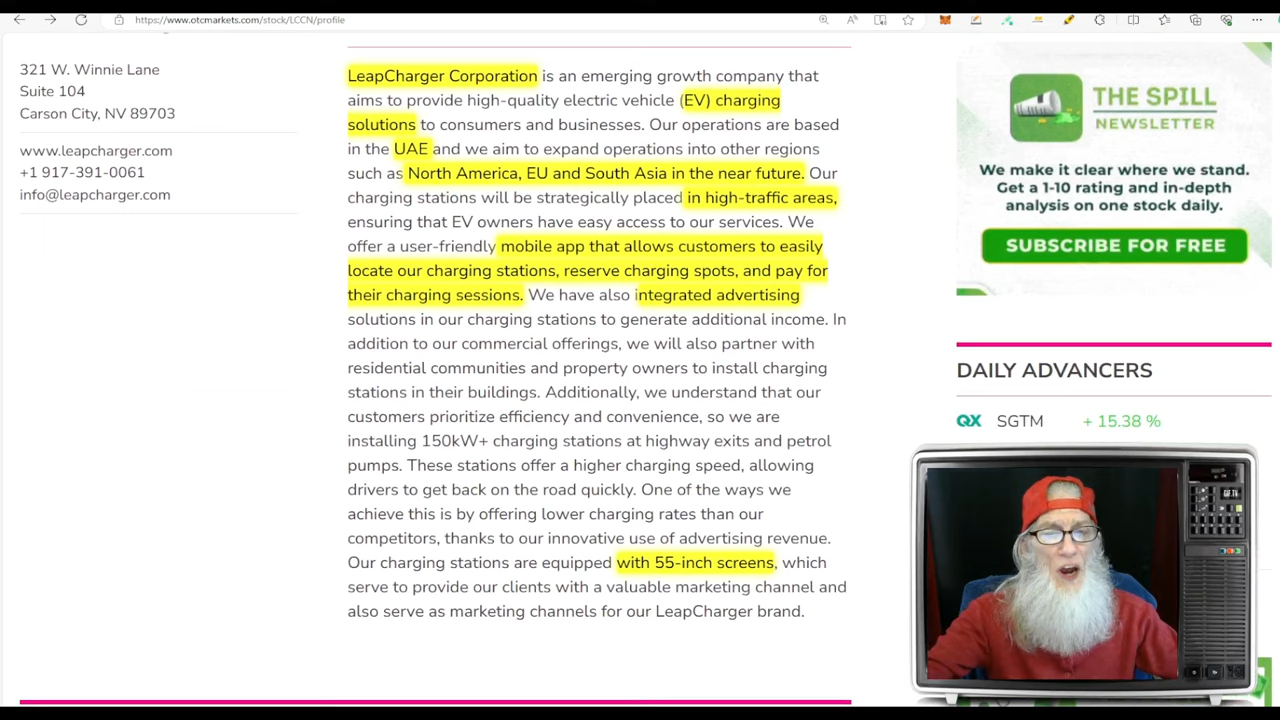 https://www.otcmarkets.com/stock/LCCN/profile
321 W. Winnie Lane
Suite 104
Carson City, NV 89703
www.leapcharger.com
+1 917-391-0061
info@leapcharger.com
LeapCharger Corporation is an emerging growth company that
aims to provide high-quality electric vehicle (EV) charging
solutions to consumers and businesses. Our operations are based
in the UAE and we aim to expand operations into other regions
such as North America, EU and South Asia in the near future. Our
charging stations will be strategically placed in high-traffic areas,
ensuring that EV owners have easy access to our services. We
offer a user-friendly mobile app that allows customers to easily
locate our charging stations, reserve charging spots, and pay for
their charging sessions. We have also integrated advertising
solutions in our charging stations to generate additional income. In
addition to our commercial offerings, we will also partner with
residential communities and property owners to install charging
stations in their buildings. Additionally, we understand that our
customers prioritize efficiency and convenience, so we are
installing 150kW+ charging stations at highway exits and petrol
pumps. These stations offer a higher charging speed, allowing
drivers to get back on the road quickly. One of the ways we
achieve this is by offering lower charging rates than our
competitors, thanks to our innovative use of advertising revenue.
Our charging stations are equipped with 55-inch screens, which
serve to provide our clients with a valuable marketing channel and
also serve as marketing channels for our LeapCharger brand.
THE SPILL
NEWSLETTER
We make it clear where we stand.
Get a 1-10 rating and in-depth
analysis on one stock daily.
SUBSCRIBE FOR FREE
DAILY ADVANCERS
QX SGTM + 15.38 %
GIF.TV